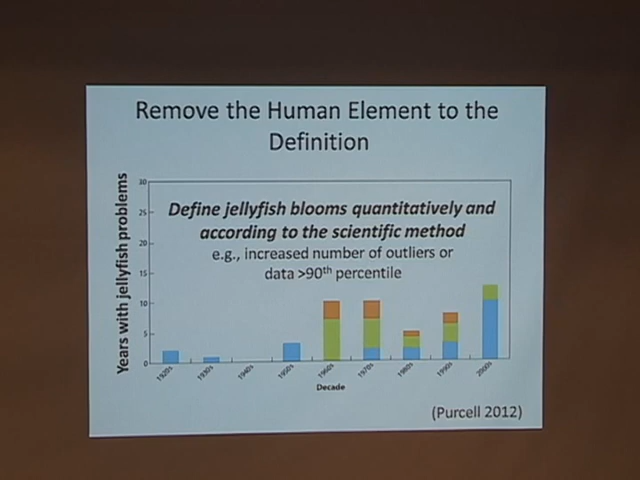 Remove the Human Element to the
Definition
Years with jellyfish problems
30
25
20
15
10
5
0
Define jellyfish blooms quantitatively and
according to the scientific method
e.g., increased number of outliers or
data >90th percentile
1920s
1930s
1940s
1950s
1960s
1970s
1980s
1990s
2000s
Decade
(Purcell 2012)